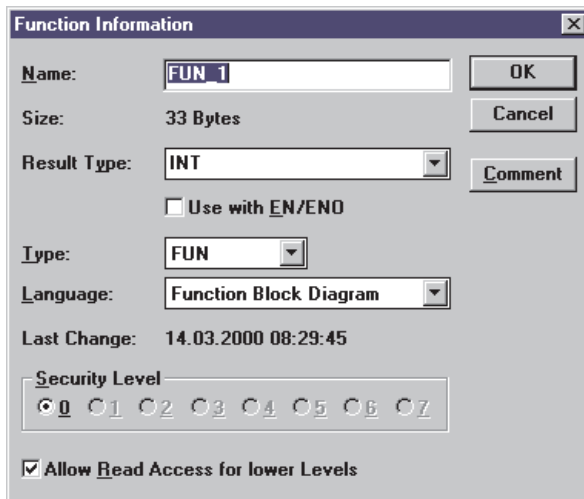 Function Information
Name: FUN_1 OK
Size: 33 Bytes Cancel
Result Type: INT Comment
Use with EN/ENO
Type: FUN
Language: Function Block Diagram
Last Change: 14.03.2000 08:29:45
Security Level
0 1 2 3 4 5 6 7
Allow Read Access for lower Levels